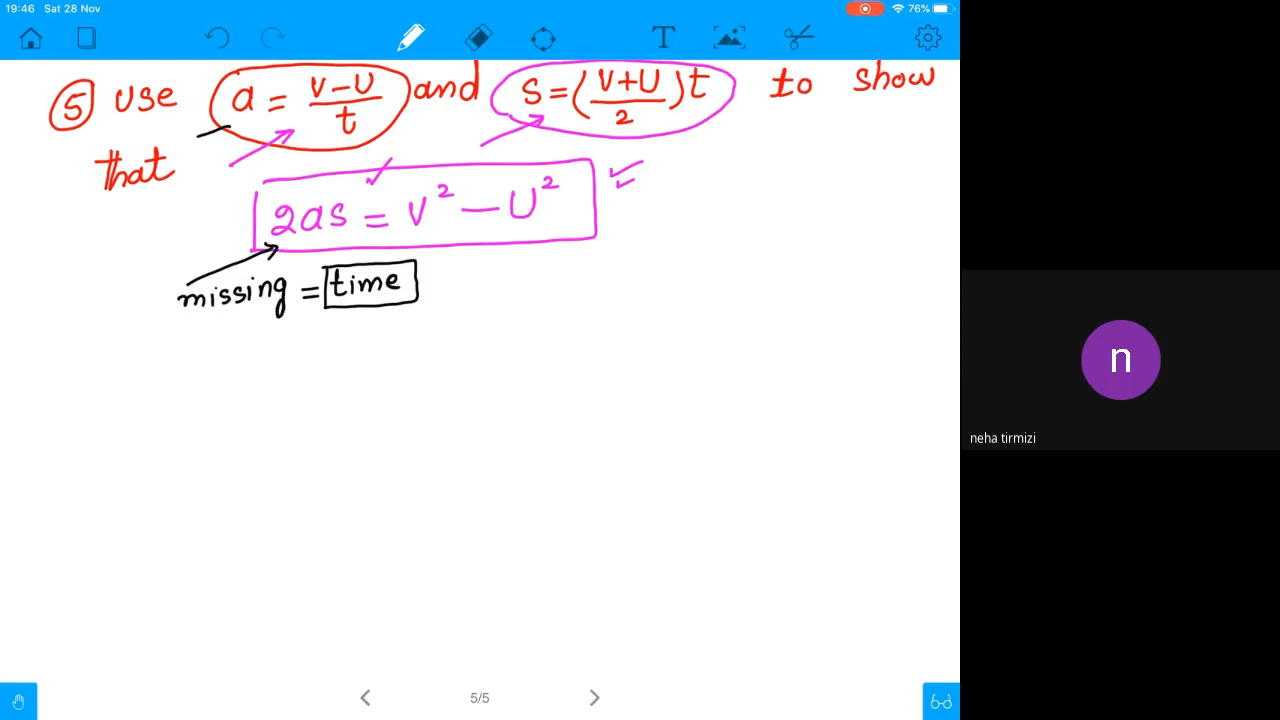 19:46 Sat 28 Nov
76%
T
⑤ use a = (v-u)/t and s = ((v+u)/2)t to show
that
2as = v² - u²
missing = time
5/5
n
neha tirmizi